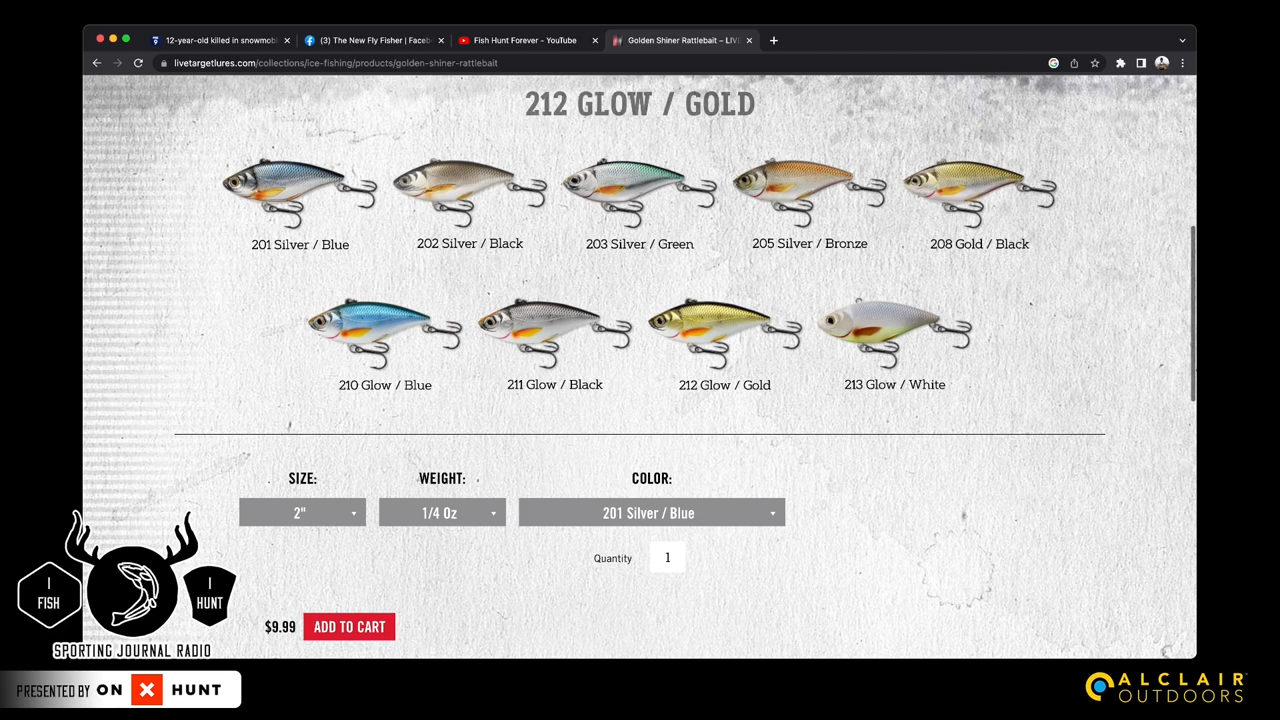 12-year-old killed in snowmobi
(3) The New Fly Fisher | Faceb
Fish Hunt Forever - YouTube
Golden Shiner Rattlebait – LIVE
livetargetlures.com/collections/ice-fishing/products/golden-shiner-rattlebait
212 GLOW / GOLD
201 Silver / Blue
202 Silver / Black
203 Silver / Green
205 Silver / Bronze
208 Gold / Black
210 Glow / Blue
211 Glow / Black
212 Glow / Gold
213 Glow / White
SIZE:
WEIGHT:
COLOR:
2"
1/4 Oz
201 Silver / Blue
Quantity
1
$9.99
ADD TO CART
I FISH
I HUNT
SPORTING JOURNAL RADIO
PRESENTED BY ON X HUNT
ALCLAIR
OUTDOORS